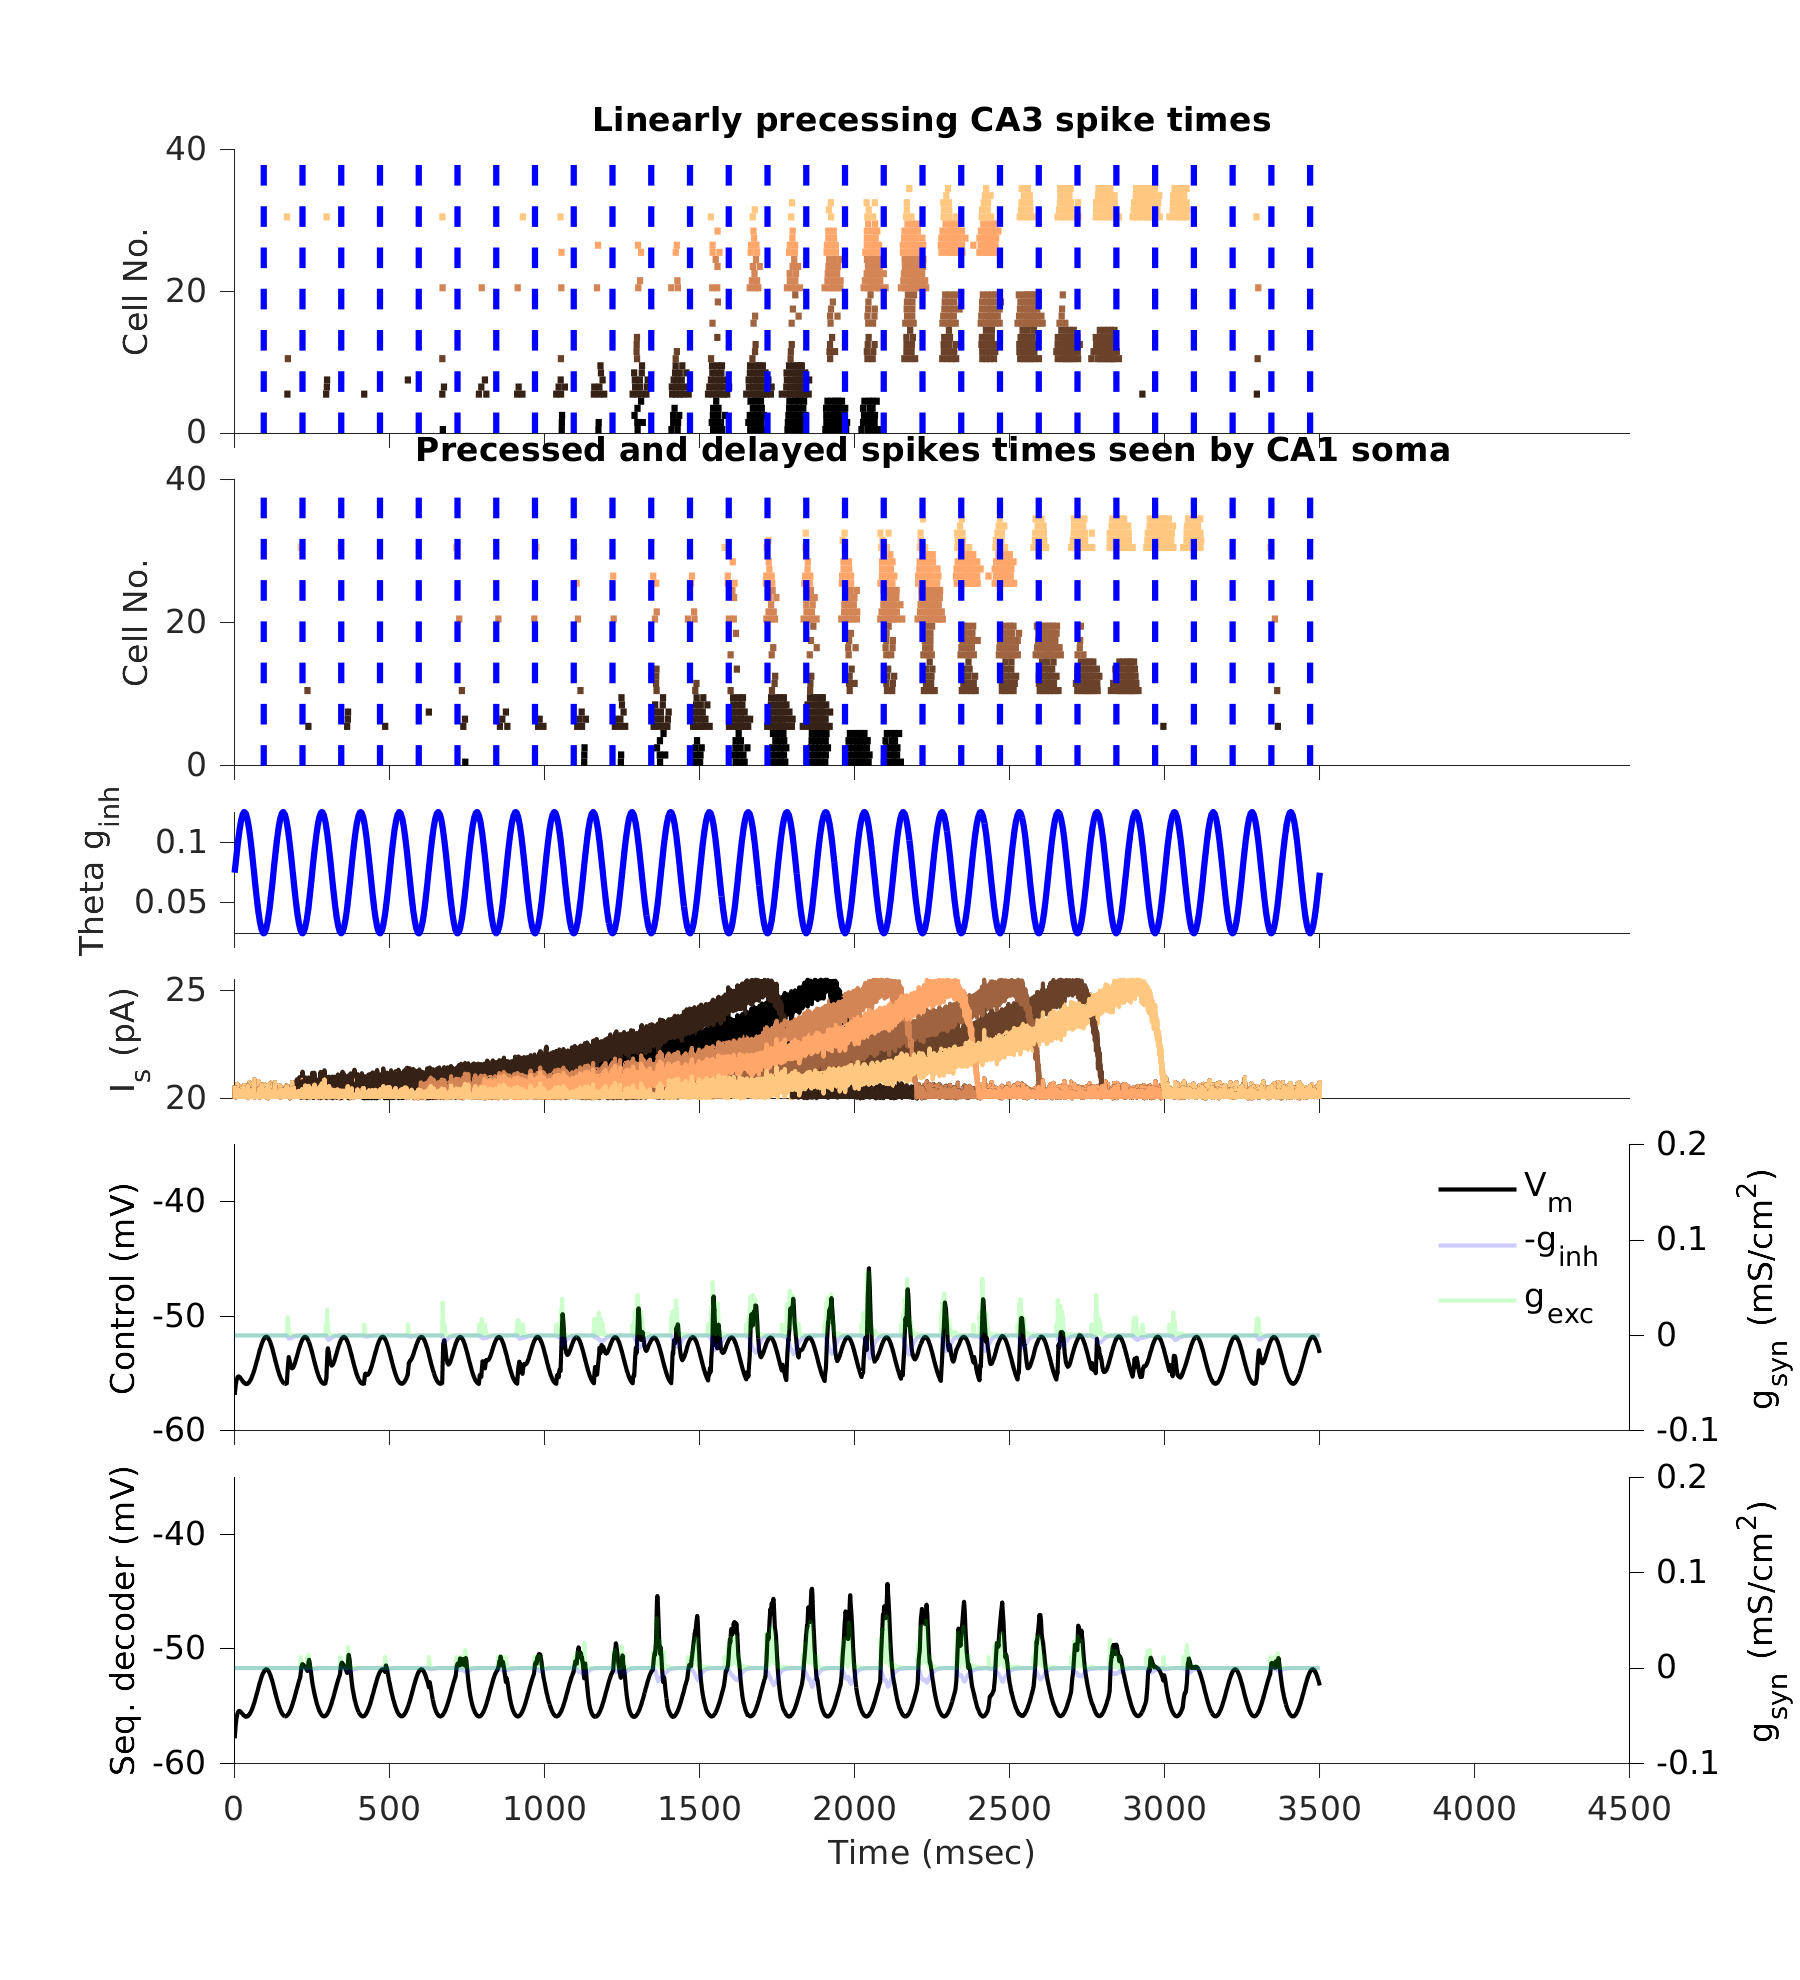 Linearly precessing CA3 spike times
40
20
0
Cell No.
Precessed and delayed spikes times seen by CA1 soma
40
20
0
Cell No.
0.1
0.05
Theta g_inh
25
20
I_s (pA)
-40
-50
-60
Control (mV)
V_m
-g_inh
g_exc
0.2
0.1
0
-0.1
g_syn (mS/cm^2)
-40
-50
-60
Seq. decoder (mV)
0.2
0.1
0
-0.1
g_syn (mS/cm^2)
0 500 1000 1500 2000 2500 3000 3500 4000 4500
Time (msec)